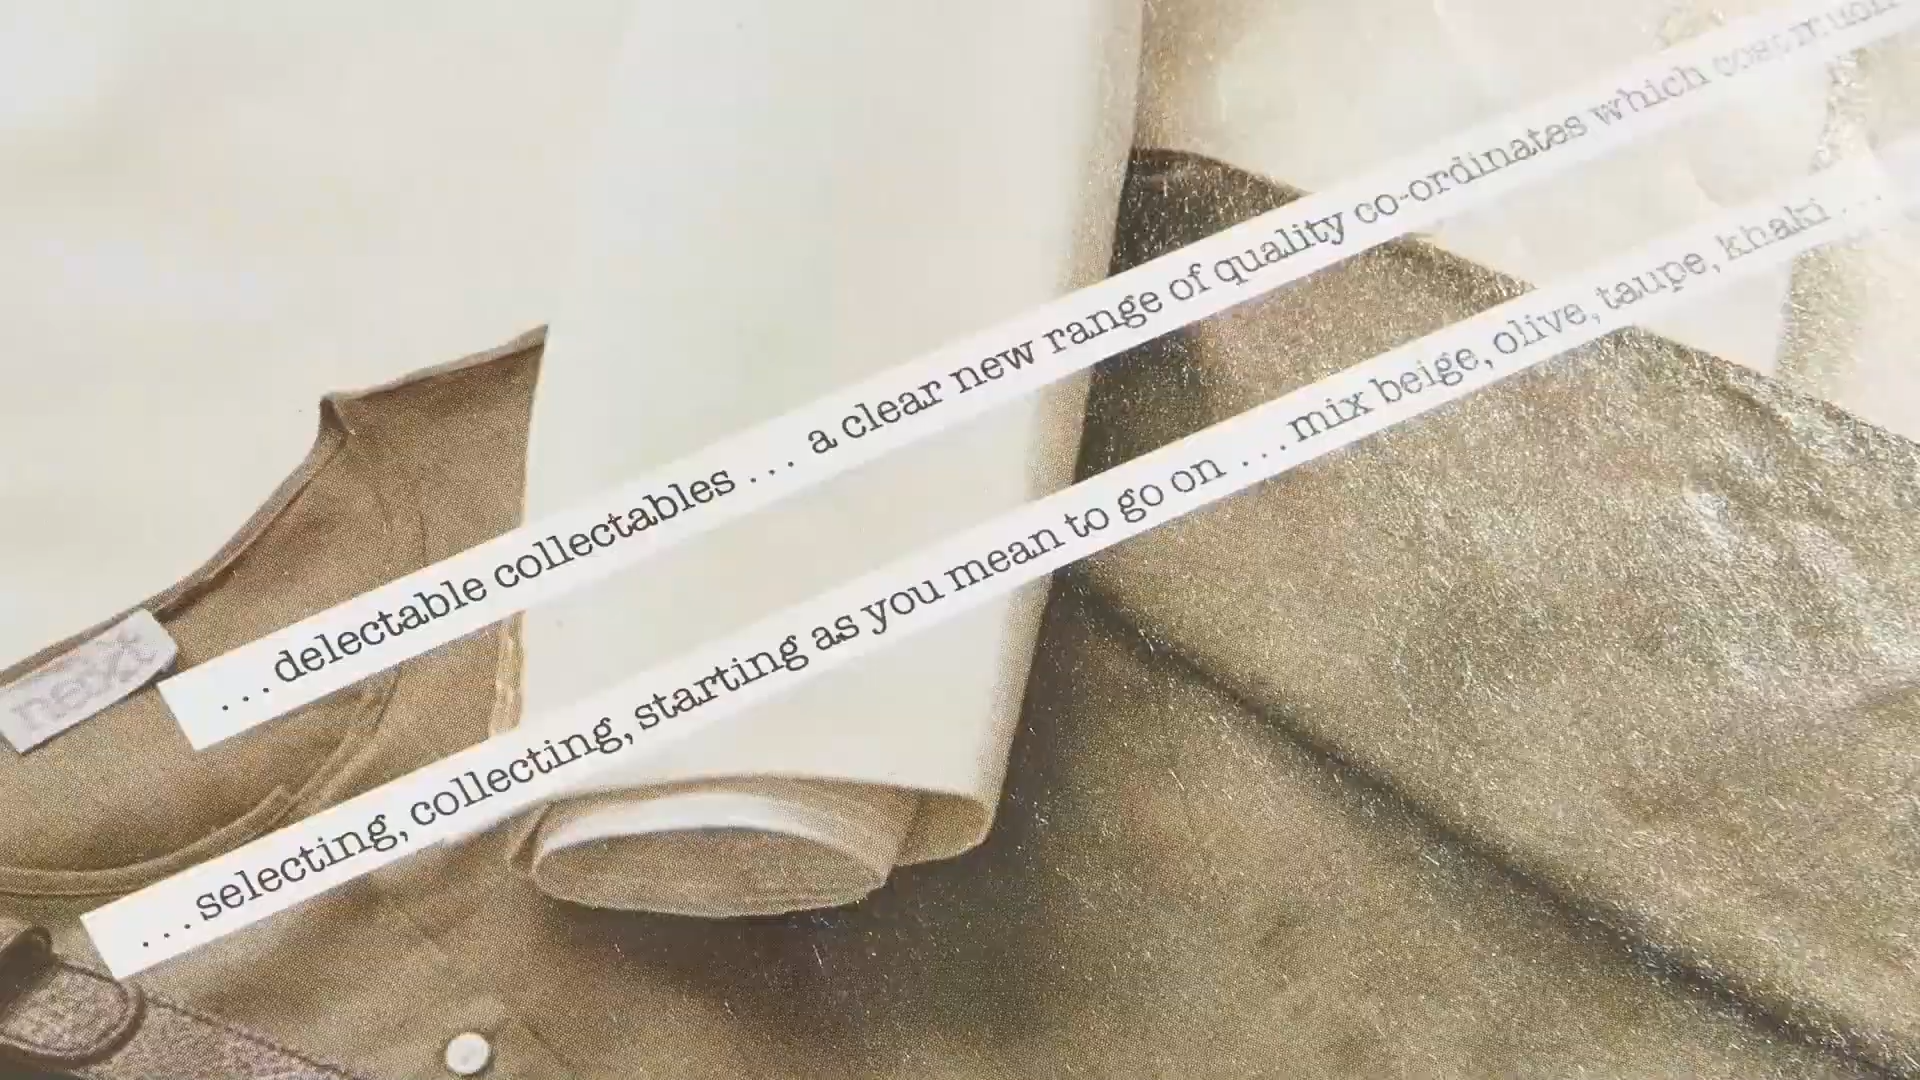 next
...delectable collectables... a clear new range of quality co-ordinates which
...selecting, collecting, starting as you mean to go on...mix beige, olive, taupe, khaki...